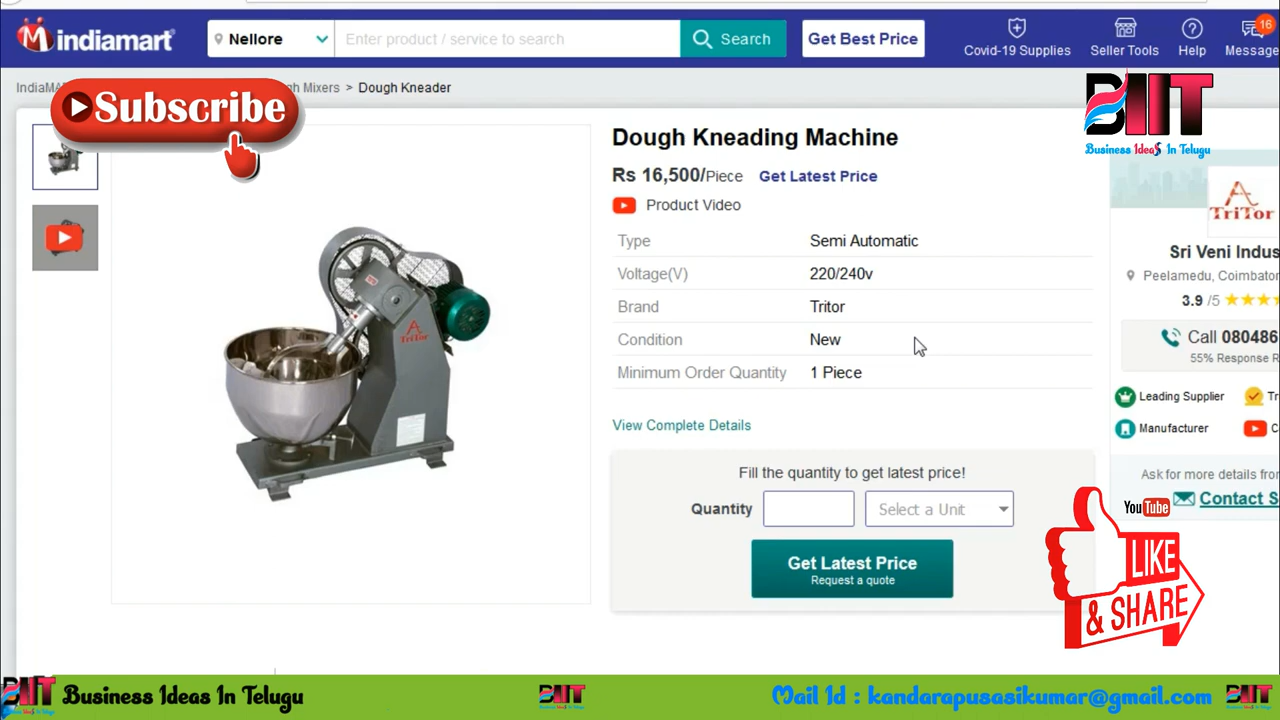 indiamart
Nellore
Enter product / service to search
Search
Get Best Price
Covid-19 Supplies
Seller Tools
Help
16
Message
Mixers > Dough Kneader
Subscribe
BIIT
Business Ideas In Telugu
Dough Kneading Machine
Rs 16,500/Piece Get Latest Price
Product Video
Type Semi Automatic
Voltage(V) 220/240v
Brand Tritor
Condition New
Minimum Order Quantity 1 Piece
View Complete Details
Fill the quantity to get latest price!
Quantity
Select a Unit
Get Latest Price
Request a quote
A
TriTor
A
TriTor
Sri Veni Indus
Peelamedu, Coimbator
3.9 /5
Call 080486
55% Response R
Leading Supplier
Manufacturer
Ask for more details from
Contact S
YouTube
LIKE
& SHARE
BIIT
Business Ideas In Telugu
BIIT
Mail Id : kandarapusasikumar@gmail.com
BIIT